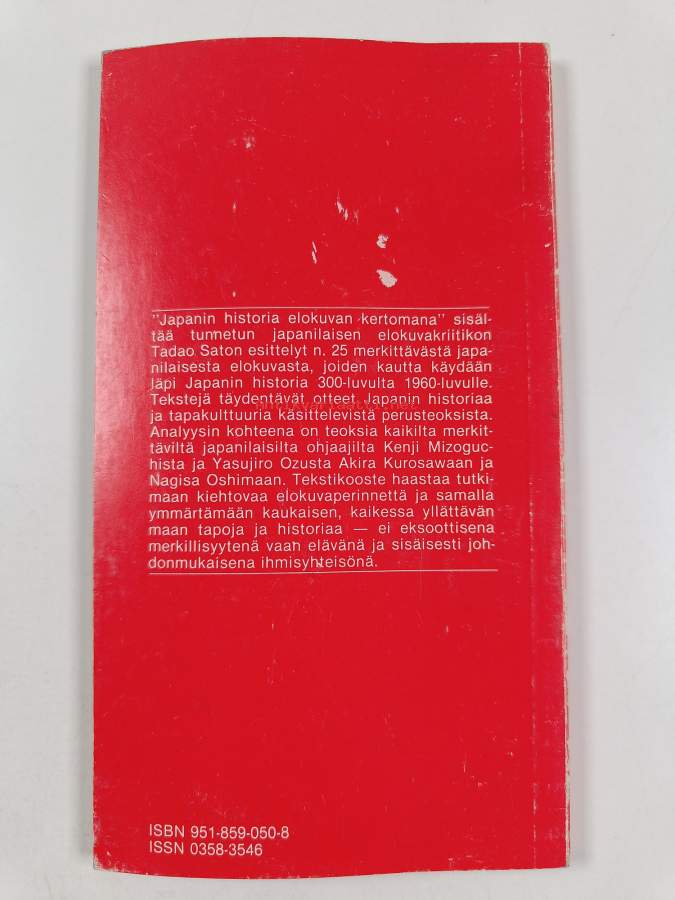 "Japanin historia elokuvan kertomana" sisäl-
tää tunnetun japanilaisen elokuvakriitikon
Tadao Saton esittelyt n. 25 merkittävästä japa-
nilaisesta elokuvasta, joiden kautta käydään
läpi Japanin historia 300-luvulta 1960-luvulle.
Tekstejä täydentävät otteet Japanin historiaa
antikvariaatti.net
ja tapakulttuuria käsittelevistä perusteoksista.
Analyysin kohteena on teoksia kaikilta merkit-
täviltä japanilaisilta ohjaajilta Kenji Mizoguc-
hista ja Yasujiro Ozusta Akira Kurosawaan ja
Nagisa Oshimaan. Tekstikooste haastaa tutki-
maan kiehtovaa elokuvaperinnettä ja samalla
ymmärtämään kaukaisen, kaikessa yllättävän
maan tapoja ja historiaa — ei eksoottisena
merkillisyytenä vaan elävänä ja sisäisesti joh-
donmukaisena ihmisyhteisönä.
ISBN 951-859-050-8
ISSN 0358-3546